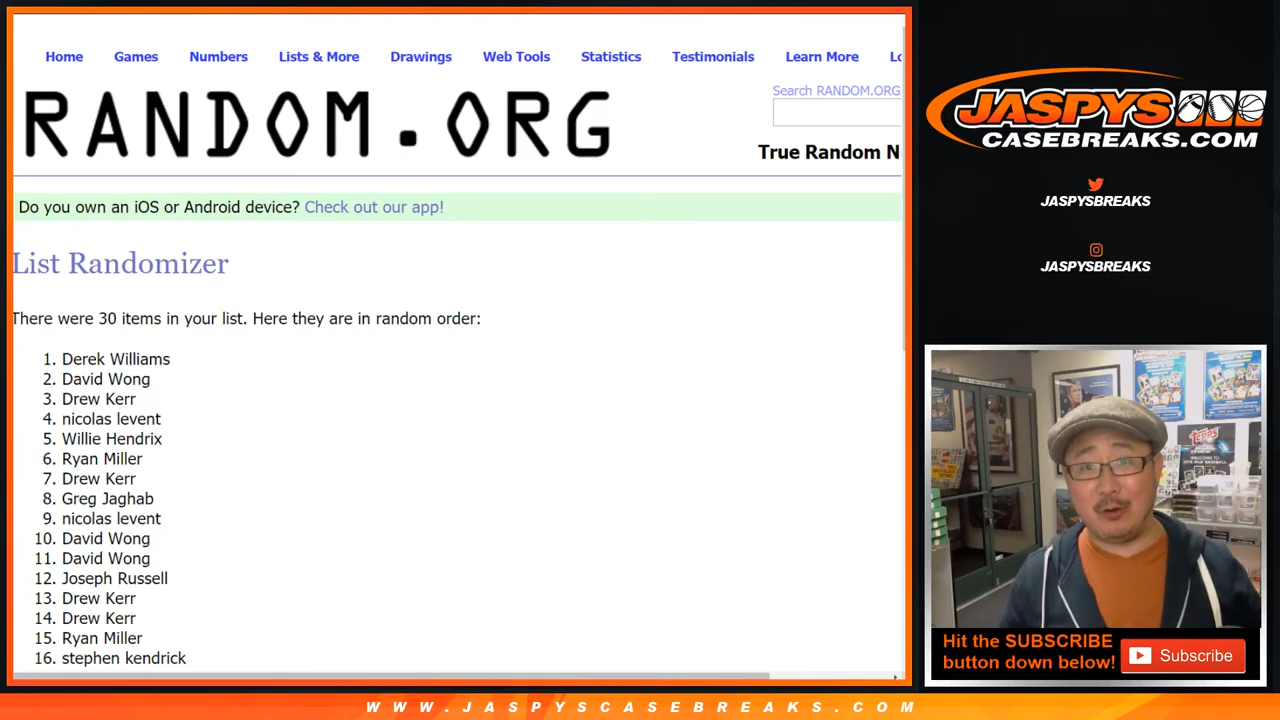 Home Games Numbers Lists & More Drawings Web Tools Statistics Testimonials Learn More Lo
RANDOM.ORG
Search RANDOM.ORG
True Random N
Do you own an iOS or Android device? Check out our app!
List Randomizer
There were 30 items in your list. Here they are in random order:
1. Derek Williams
2. David Wong
3. Drew Kerr
4. nicolas levent
5. Willie Hendrix
6. Ryan Miller
7. Drew Kerr
8. Greg Jaghab
9. nicolas levent
10. David Wong
11. David Wong
12. Joseph Russell
13. Drew Kerr
14. Drew Kerr
15. Ryan Miller
16. stephen kendrick
JASPYS
CASEBREAKS.COM
JASPYSBREAKS
JASPYSBREAKS
Topps
Hit the SUBSCRIBE
button down below!
Subscribe
WWW.JASPYSCASEBREAKS.COM